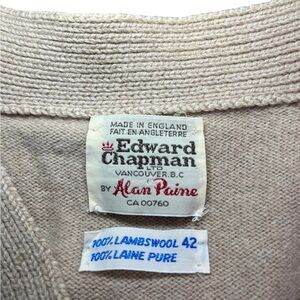 MADE IN ENGLAND
FAIT EN ANGLETERRE
Edward
Chapman
LTD
VANCOUVER. B.C
BY Alan Paine
CA 00760
100% LAMBSWOOL 42
100% LAINE PURE